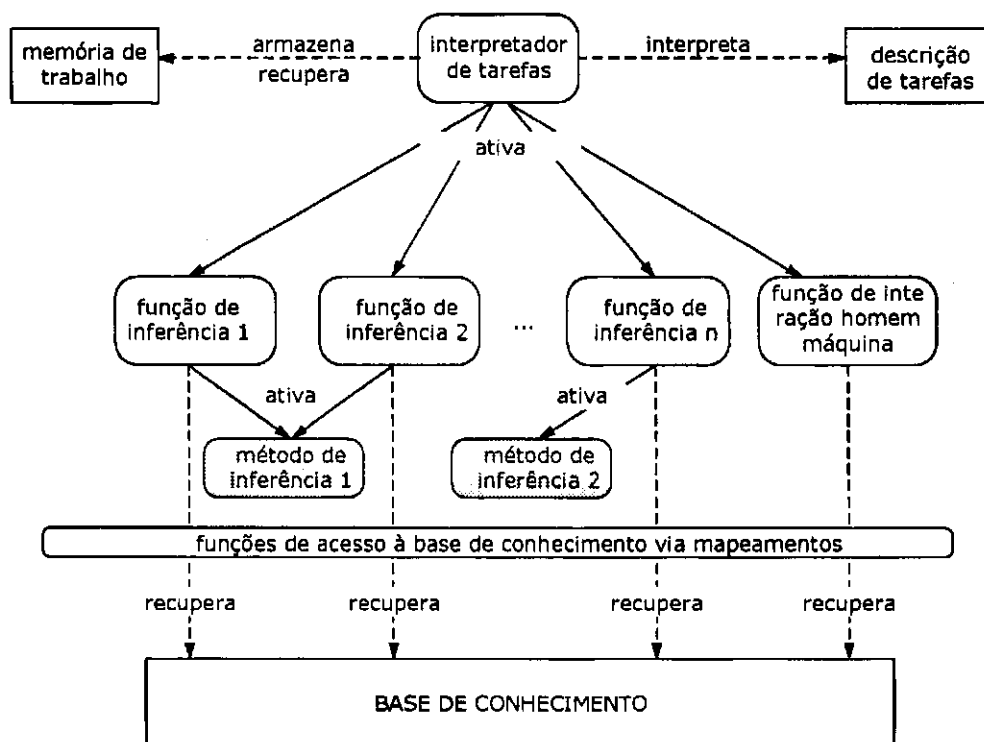 memória de
trabalho
armazena
recupera
interpretador
de tarefas
interpreta
descrição
de tarefas
ativa
função de
inferência 1
função de
inferência 2
...
função de
inferência n
função de inte
ração homem
máquina
ativa
ativa
método de
inferência 1
método de
inferência 2
funções de acesso à base de conhecimento via mapeamentos
recupera
recupera
recupera
recupera
BASE DE CONHECIMENTO